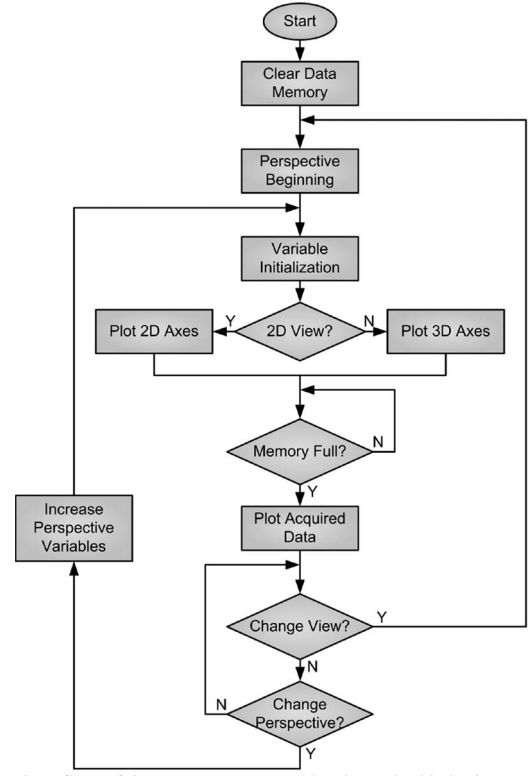 Start
Clear Data
Memory
Perspective
Beginning
Variable
Initialization
Plot 2D Axes
Y
2D View?
N
Plot 3D Axes
Memory Full?
N
Y
Increase
Perspective
Variables
Plot Acquired
Data
Change View?
Y
N
N
Change
Perspective?
Y